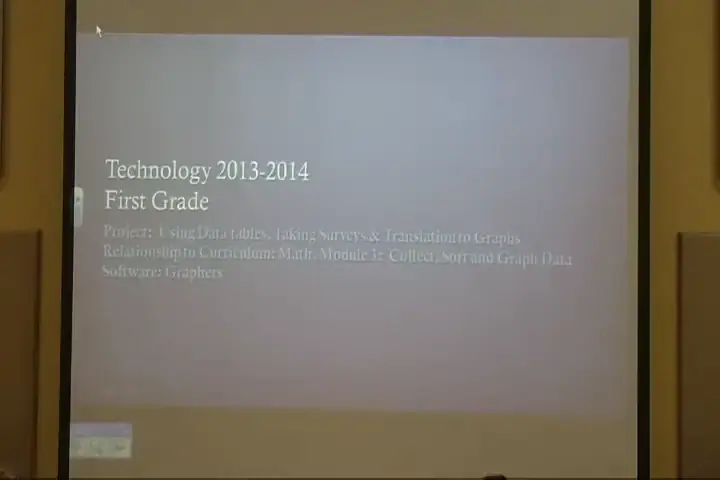 Technology 2013-2014
First Grade
Project: Using Data tables, Taking Surveys & Translation to Graphs
Relationship to Curriculum: Math, Module 3: Collect, Sort and Graph Data
Software: Graphers